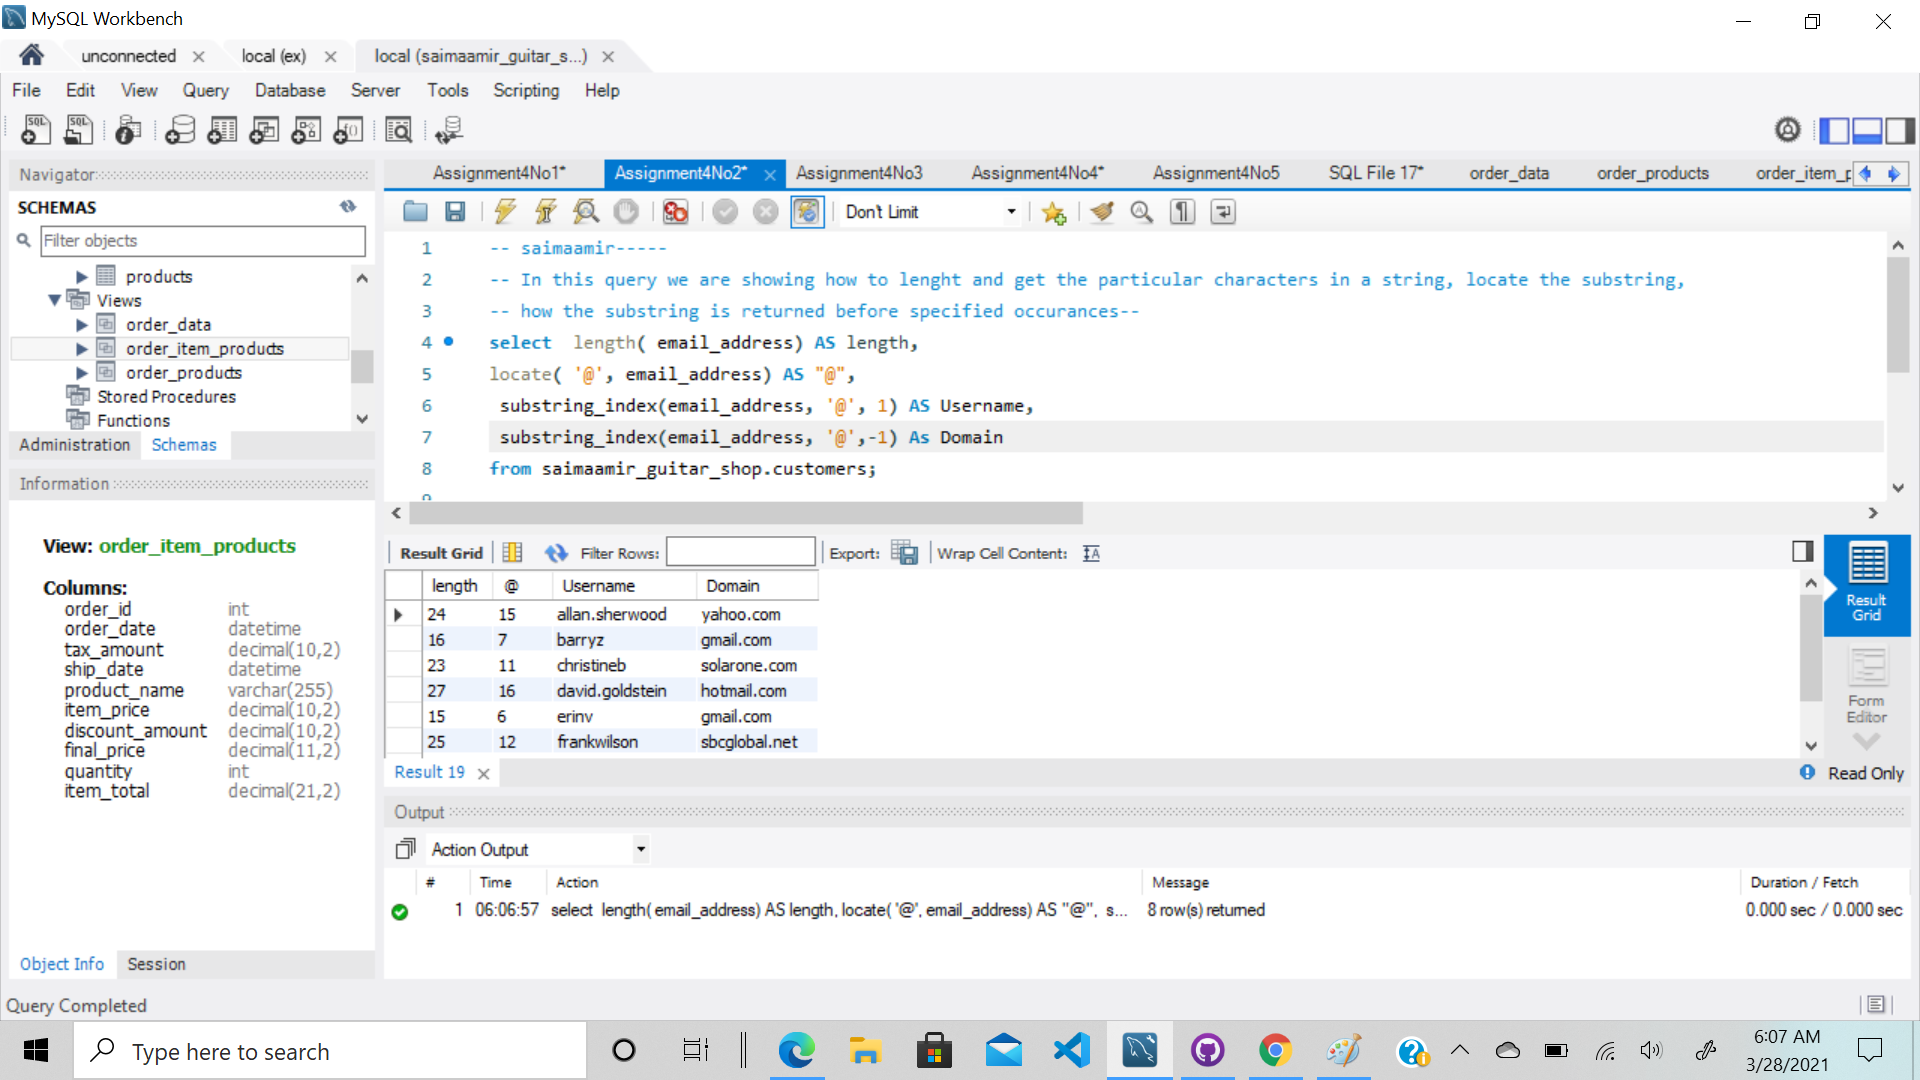 MySQL Workbench
unconnected
local (ex)
local (saimaamir_guitar_s...)
File Edit View Query Database Server Tools Scripting Help
Navigator
SCHEMAS
Filter objects
products
Views
order_data
order_item_products
order_products
Stored Procedures
Functions
Administration Schemas
Information
View: order_item_products
Columns:
order_id int
order_date datetime
tax_amount decimal(10,2)
ship_date datetime
product_name varchar(255)
item_price decimal(10,2)
discount_amount decimal(10,2)
final_price decimal(11,2)
quantity int
item_total decimal(21,2)
Object Info Session
Assignment4No1* Assignment4No2* Assignment4No3 Assignment4No4* Assignment4No5 SQL File 17* order_data order_products order_item_p
Don't Limit
1 -- saimaamir-----
2 -- In this query we are showing how to lenght and get the particular characters in a string, locate the substring,
3 -- how the substring is returned before specified occurances--
4 select length( email_address) AS length,
5 locate( '@', email_address) AS "@",
6 substring_index(email_address, '@', 1) AS Username,
7 substring_index(email_address, '@',-1) As Domain
8 from saimaamir_guitar_shop.customers;
9
Result Grid Filter Rows: Export: Wrap Cell Content:
length @ Username Domain
24 15 allan.sherwood yahoo.com
16 7 barryz gmail.com
23 11 christineb solarone.com
27 16 david.goldstein hotmail.com
15 6 erinv gmail.com
25 12 frankwilson sbcglobal.net
Result Grid
Form Editor
Result 19
Read Only
Output
Action Output
# Time Action Message Duration / Fetch
1 06:06:57 select length( email_address) AS length, locate( '@', email_address) AS "@", s... 8 row(s) returned 0.000 sec / 0.000 sec
Query Completed
Type here to search
6:07 AM
3/28/2021